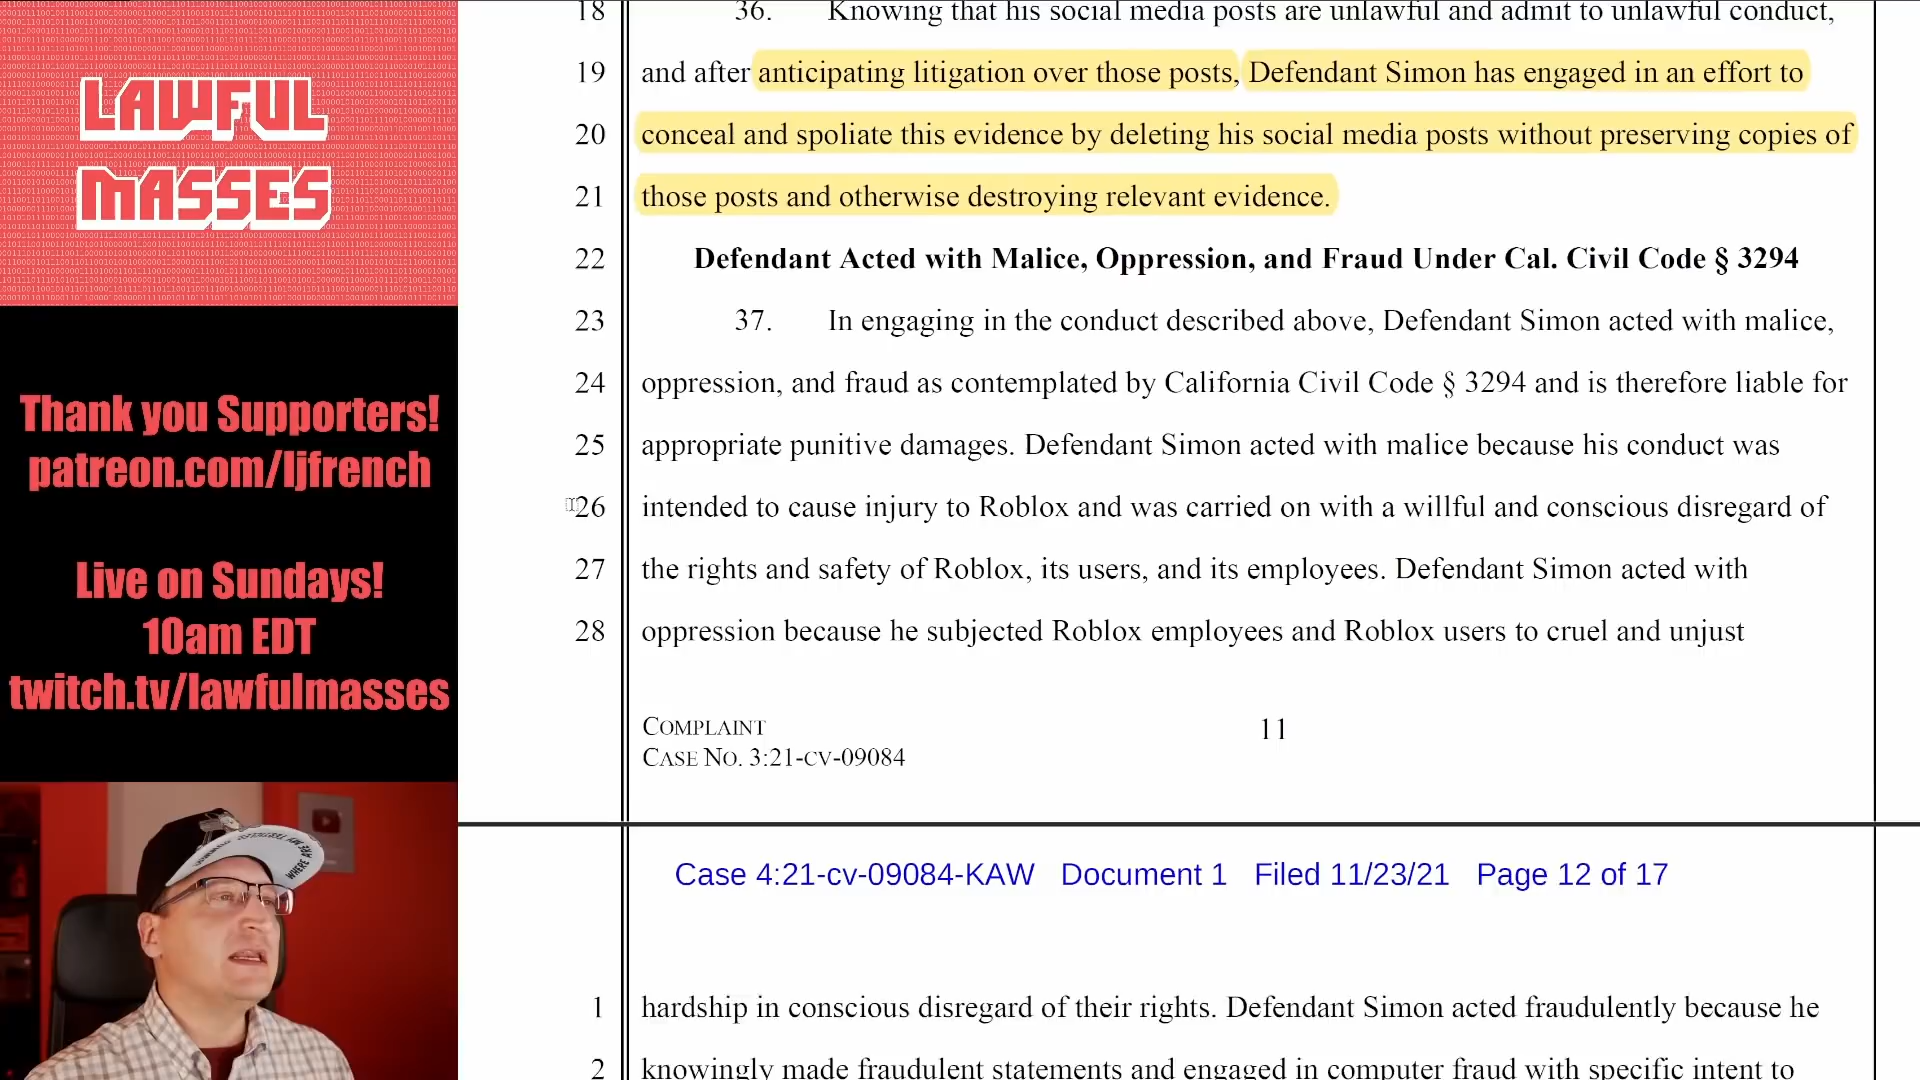 LAWFUL
MASSES
Thank you Supporters!
patreon.com/ljfrench
Live on Sundays!
10am EDT
twitch.tv/lawfulmasses
WHERE ARE
18 36. Knowing that his social media posts are unlawful and admit to unlawful conduct,
19 and after anticipating litigation over those posts, Defendant Simon has engaged in an effort to
20 conceal and spoliate this evidence by deleting his social media posts without preserving copies of
21 those posts and otherwise destroying relevant evidence.
22 Defendant Acted with Malice, Oppression, and Fraud Under Cal. Civil Code § 3294
23 37. In engaging in the conduct described above, Defendant Simon acted with malice,
24 oppression, and fraud as contemplated by California Civil Code § 3294 and is therefore liable for
25 appropriate punitive damages. Defendant Simon acted with malice because his conduct was
26 intended to cause injury to Roblox and was carried on with a willful and conscious disregard of
27 the rights and safety of Roblox, its users, and its employees. Defendant Simon acted with
28 oppression because he subjected Roblox employees and Roblox users to cruel and unjust
COMPLAINT 11
CASE NO. 3:21-CV-09084
Case 4:21-cv-09084-KAW Document 1 Filed 11/23/21 Page 12 of 17
1 hardship in conscious disregard of their rights. Defendant Simon acted fraudulently because he
2 knowingly made fraudulent statements and engaged in computer fraud with specific intent to